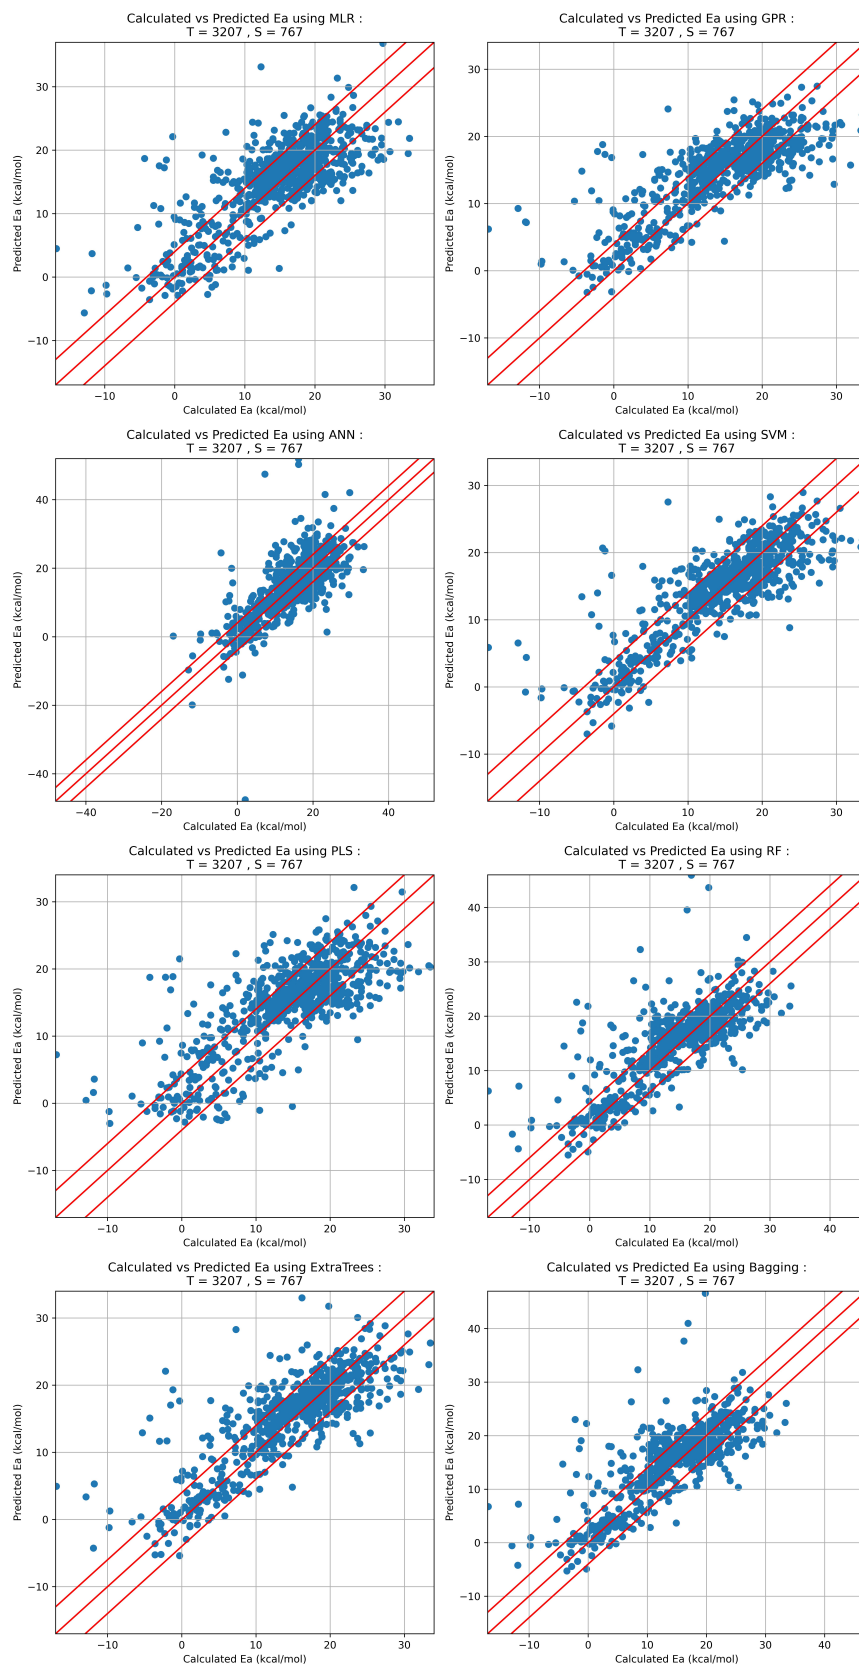 Calculated vs Predicted Ea using MLR :
T = 3207 , S = 767
Predicted Ea (kcal/mol)
30
20
10
0
−10
−10
0
10
20
30
Calculated Ea (kcal/mol)
Calculated vs Predicted Ea using GPR :
T = 3207 , S = 767
Predicted Ea (kcal/mol)
30
20
10
0
−10
−10
0
10
20
30
Calculated Ea (kcal/mol)
Calculated vs Predicted Ea using ANN :
T = 3207 , S = 767
Predicted Ea (kcal/mol)
40
20
0
−20
−40
−40
−20
0
20
40
Calculated Ea (kcal/mol)
Calculated vs Predicted Ea using SVM :
T = 3207 , S = 767
Predicted Ea (kcal/mol)
30
20
10
0
−10
−10
0
10
20
30
Calculated Ea (kcal/mol)
Calculated vs Predicted Ea using PLS :
T = 3207 , S = 767
Predicted Ea (kcal/mol)
30
20
10
0
−10
−10
0
10
20
30
Calculated Ea (kcal/mol)
Calculated vs Predicted Ea using RF :
T = 3207 , S = 767
Predicted Ea (kcal/mol)
40
30
20
10
0
−10
−10
0
10
20
30
40
Calculated Ea (kcal/mol)
Calculated vs Predicted Ea using ExtraTrees :
T = 3207 , S = 767
Predicted Ea (kcal/mol)
30
20
10
0
−10
−10
0
10
20
30
Calculated Ea (kcal/mol)
Calculated vs Predicted Ea using Bagging :
T = 3207 , S = 767
Predicted Ea (kcal/mol)
40
30
20
10
0
−10
−10
0
10
20
30
40
Calculated Ea (kcal/mol)